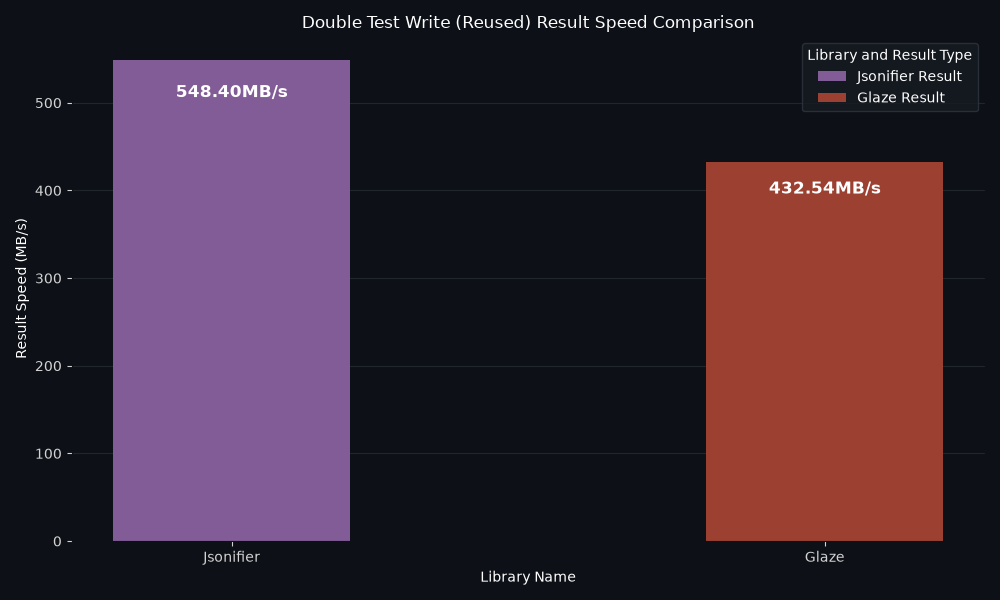 Double Test Write (Reused) Result Speed Comparison
Library and Result Type
Jsonifier Result
Glaze Result
548.40MB/s
432.54MB/s
Result Speed (MB/s)
500
400
300
200
100
0
Jsonifier
Glaze
Library Name